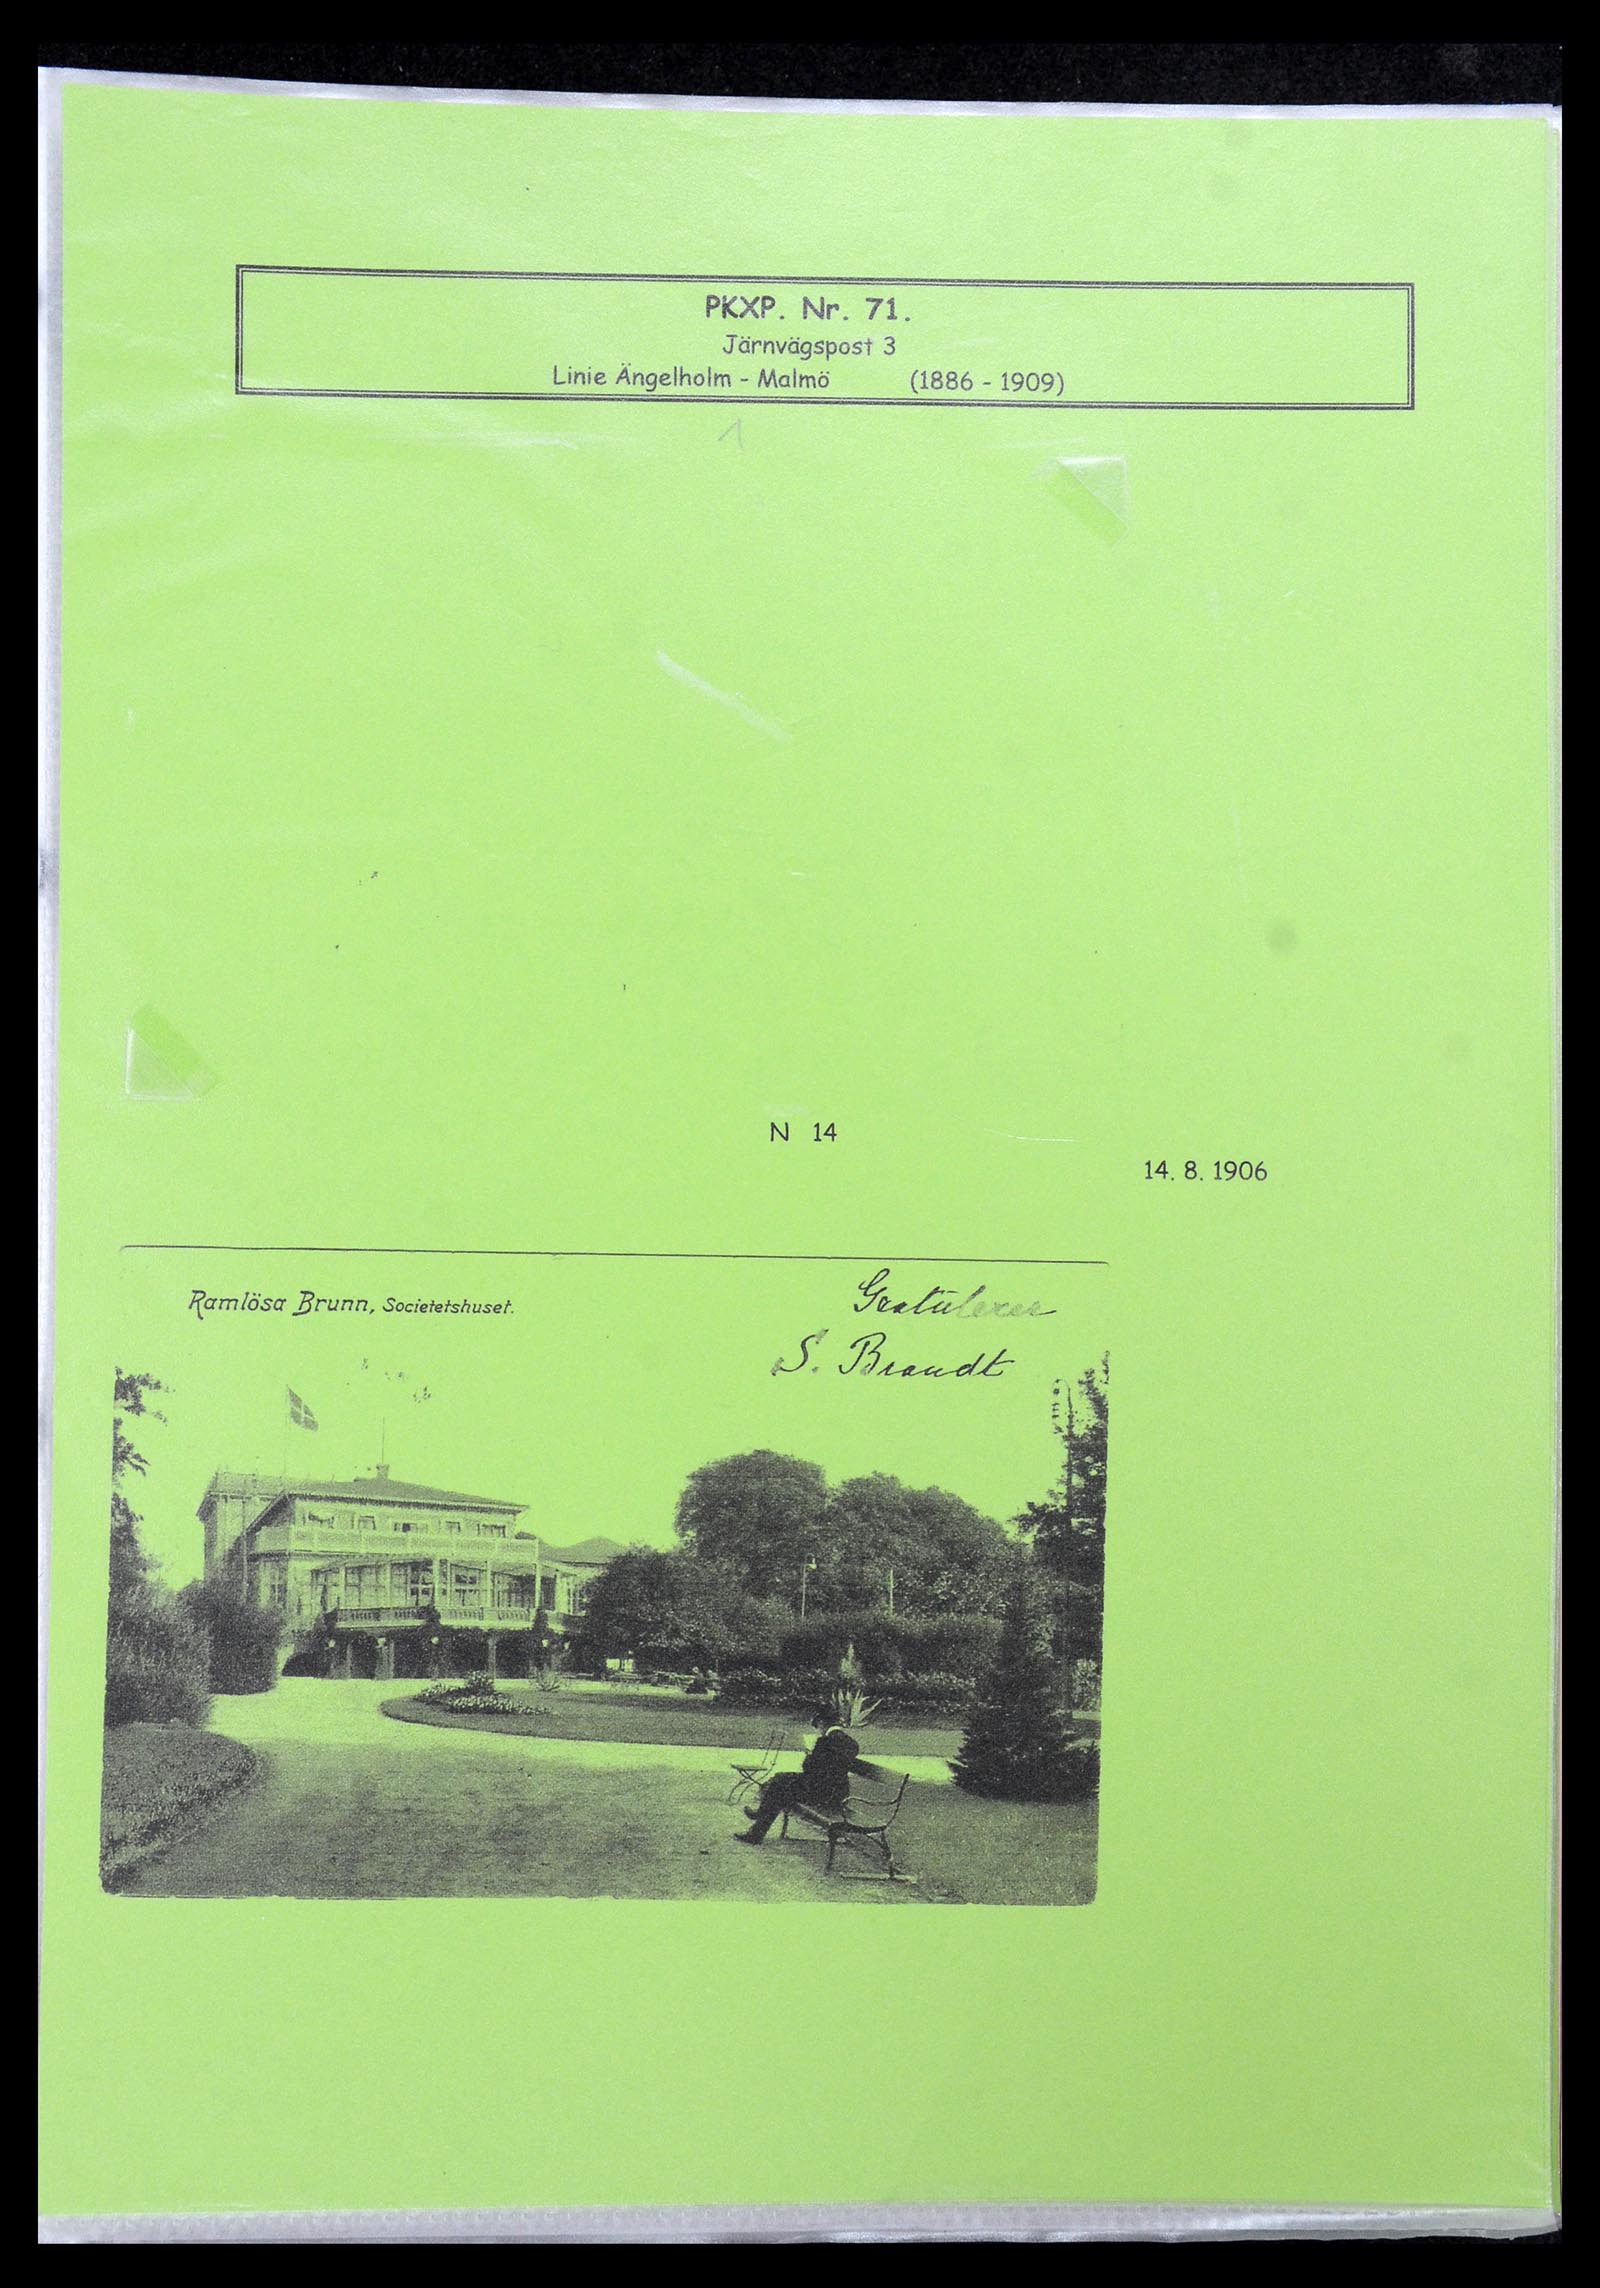 PKXP. Nr. 71.
Järnvägspost 3
Linie Ängelholm - Malmö (1886 - 1909)
1
N 14
14. 8. 1906
Ramlösa Brunn, Societetshuset.
Gratulerer
S. Brandt